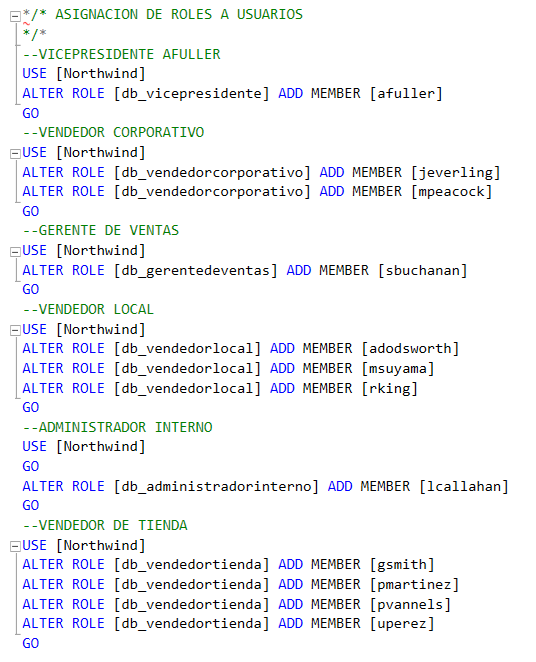 */* ASIGNACION DE ROLES A USUARIOS
*/*
--VICEPRESIDENTE AFULLER
USE [Northwind]
ALTER ROLE [db_vicepresidente] ADD MEMBER [afuller]
GO
--VENDEDOR CORPORATIVO
USE [Northwind]
ALTER ROLE [db_vendedorcorporativo] ADD MEMBER [jeverling]
ALTER ROLE [db_vendedorcorporativo] ADD MEMBER [mpeacock]
GO
--GERENTE DE VENTAS
USE [Northwind]
ALTER ROLE [db_gerentedeventas] ADD MEMBER [sbuchanan]
GO
--VENDEDOR LOCAL
USE [Northwind]
ALTER ROLE [db_vendedorlocal] ADD MEMBER [adodsworth]
ALTER ROLE [db_vendedorlocal] ADD MEMBER [msuyama]
ALTER ROLE [db_vendedorlocal] ADD MEMBER [rking]
GO
--ADMINISTRADOR INTERNO
USE [Northwind]
GO
ALTER ROLE [db_administradorinterno] ADD MEMBER [lcallahan]
GO
--VENDEDOR DE TIENDA
USE [Northwind]
ALTER ROLE [db_vendedortienda] ADD MEMBER [gsmith]
ALTER ROLE [db_vendedortienda] ADD MEMBER [pmartinez]
ALTER ROLE [db_vendedortienda] ADD MEMBER [pvannels]
ALTER ROLE [db_vendedortienda] ADD MEMBER [uperez]
GO